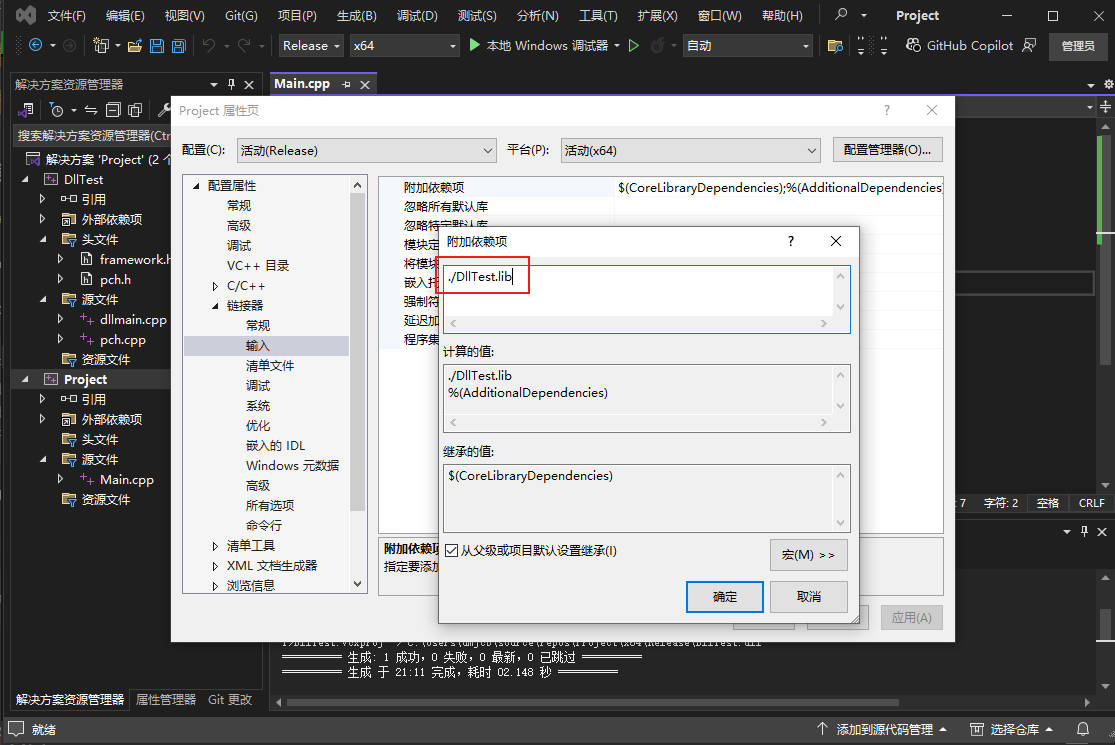 文件(F) 编辑(E) 视图(V) Git(G) 项目(P) 生成(B) 调试(D) 测试(S) 分析(N) 工具(T) 扩展(X) 窗口(W) 帮助(H) Project
Release x64 本地 Windows 调试器 自动 GitHub Copilot 管理员
解决方案资源管理器
Main.cpp
搜索解决方案资源管理器(Ctr
解决方案 'Project' (2 个
DllTest
引用
外部依赖项
头文件
framework.h
pch.h
源文件
dllmain.cpp
pch.cpp
资源文件
Project
引用
外部依赖项
头文件
源文件
Main.cpp
资源文件
解决方案资源管理器 属性管理器 Git 更改
Project 属性页 ?
配置(C): 活动(Release) 平台(P): 活动(x64) 配置管理器(O)...
配置属性
常规
高级
调试
VC++ 目录
C/C++
链接器
常规
输入
清单文件
调试
系统
优化
嵌入的 IDL
Windows 元数据
高级
所有选项
命令行
清单工具
XML 文档生成器
浏览信息
附加依赖项 $(CoreLibraryDependencies);%(AdditionalDependencies)
忽略所有默认库
忽略特定默认库
模块定
将模块
嵌入托
强制符
延迟加
程序集
附加依赖项
指定要添加
应用(A)
附加依赖项 ?
./DllTest.lib
计算的值:
./DllTest.lib
%(AdditionalDependencies)
继承的值:
$(CoreLibraryDependencies)
从父级或项目默认设置继承(I)
宏(M) >>
确定 取消
: 7 字符: 2 空格 CRLF
========== 生成: 1 成功，0 失败，0 最新，0 已跳过 ==========
========== 生成 于 21:11 完成，耗时 02.148 秒 ==========
就绪 添加到源代码管理 选择仓库